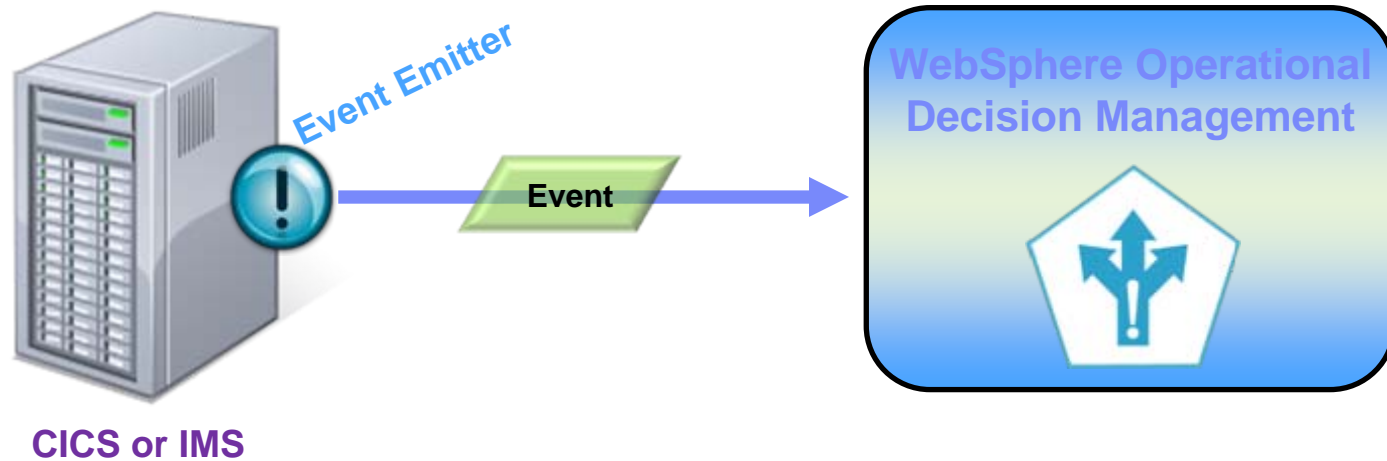 Event Emitter
WebSphere Operational
Decision Management
Event
CICS or IMS